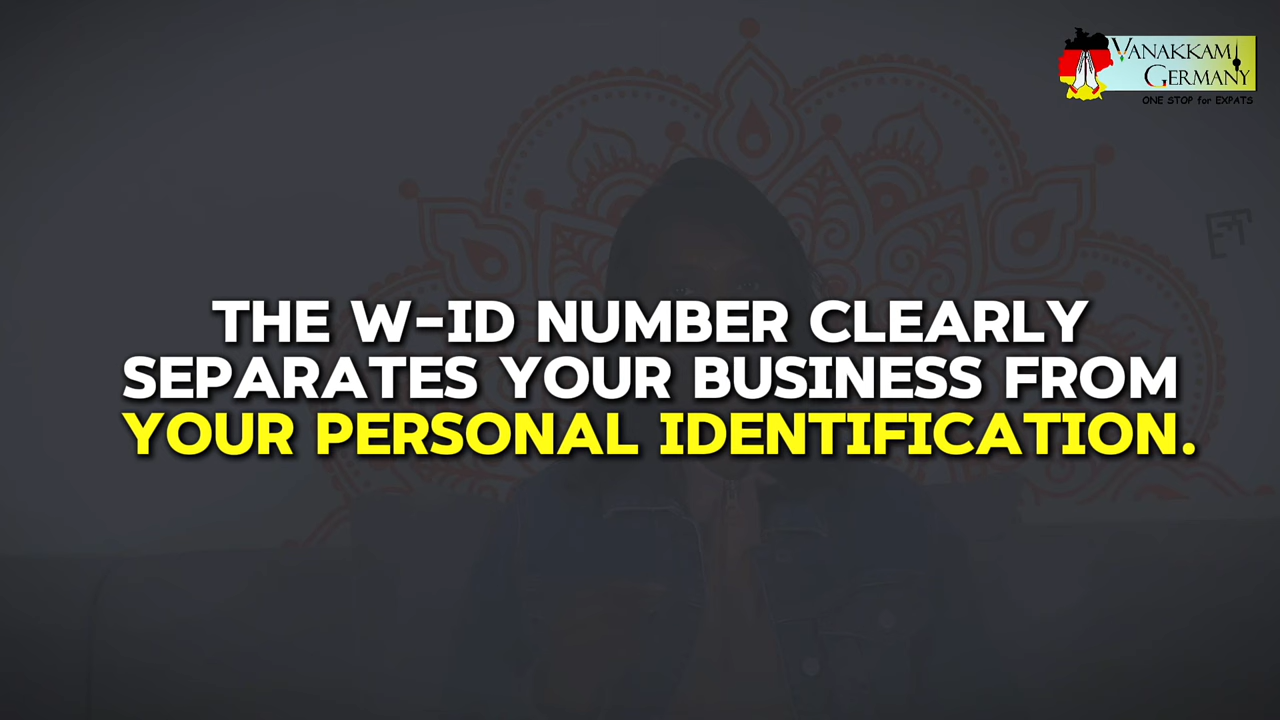 VANAKKAM
GERMANY
ONE STOP for EXPATS
THE W-ID NUMBER CLEARLY
SEPARATES YOUR BUSINESS FROM
YOUR PERSONAL IDENTIFICATION.